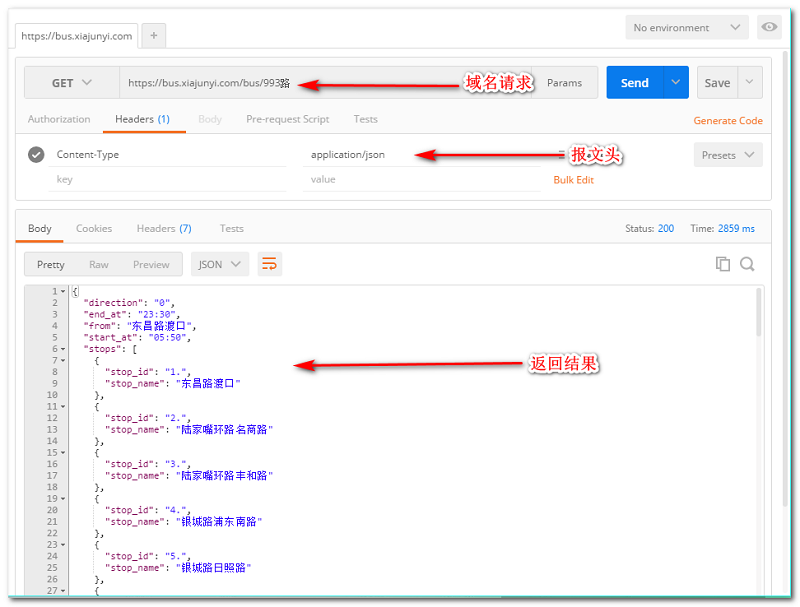 https://bus.xiajunyi.com
+
No environment
GET https://bus.xiajunyi.com/bus/993路 域名请求 Params Send Save
Authorization Headers (1) Body Pre-request Script Tests Generate Code
Content-Type application/json 报文头 Presets
key value Bulk Edit
Body Cookies Headers (7) Tests Status: 200 Time: 2859 ms
Pretty Raw Preview JSON
1 {
2 "direction": "0",
3 "end_at": "23:30",
4 "from": "东昌路渡口",
5 "start_at": "05:50",
6 "stops": [
7 {
8 "stop_id": "1.",
返回结果
9 "stop_name": "东昌路渡口"
10 },
11 {
12 "stop_id": "2.",
13 "stop_name": "陆家嘴环路名商路"
14 },
15 {
16 "stop_id": "3.",
17 "stop_name": "陆家嘴环路丰和路"
18 },
19 {
20 "stop_id": "4.",
21 "stop_name": "银城路浦东南路"
22 },
23 {
24 "stop_id": "5.",
25 "stop_name": "银城路日照路"
26 },
27 {